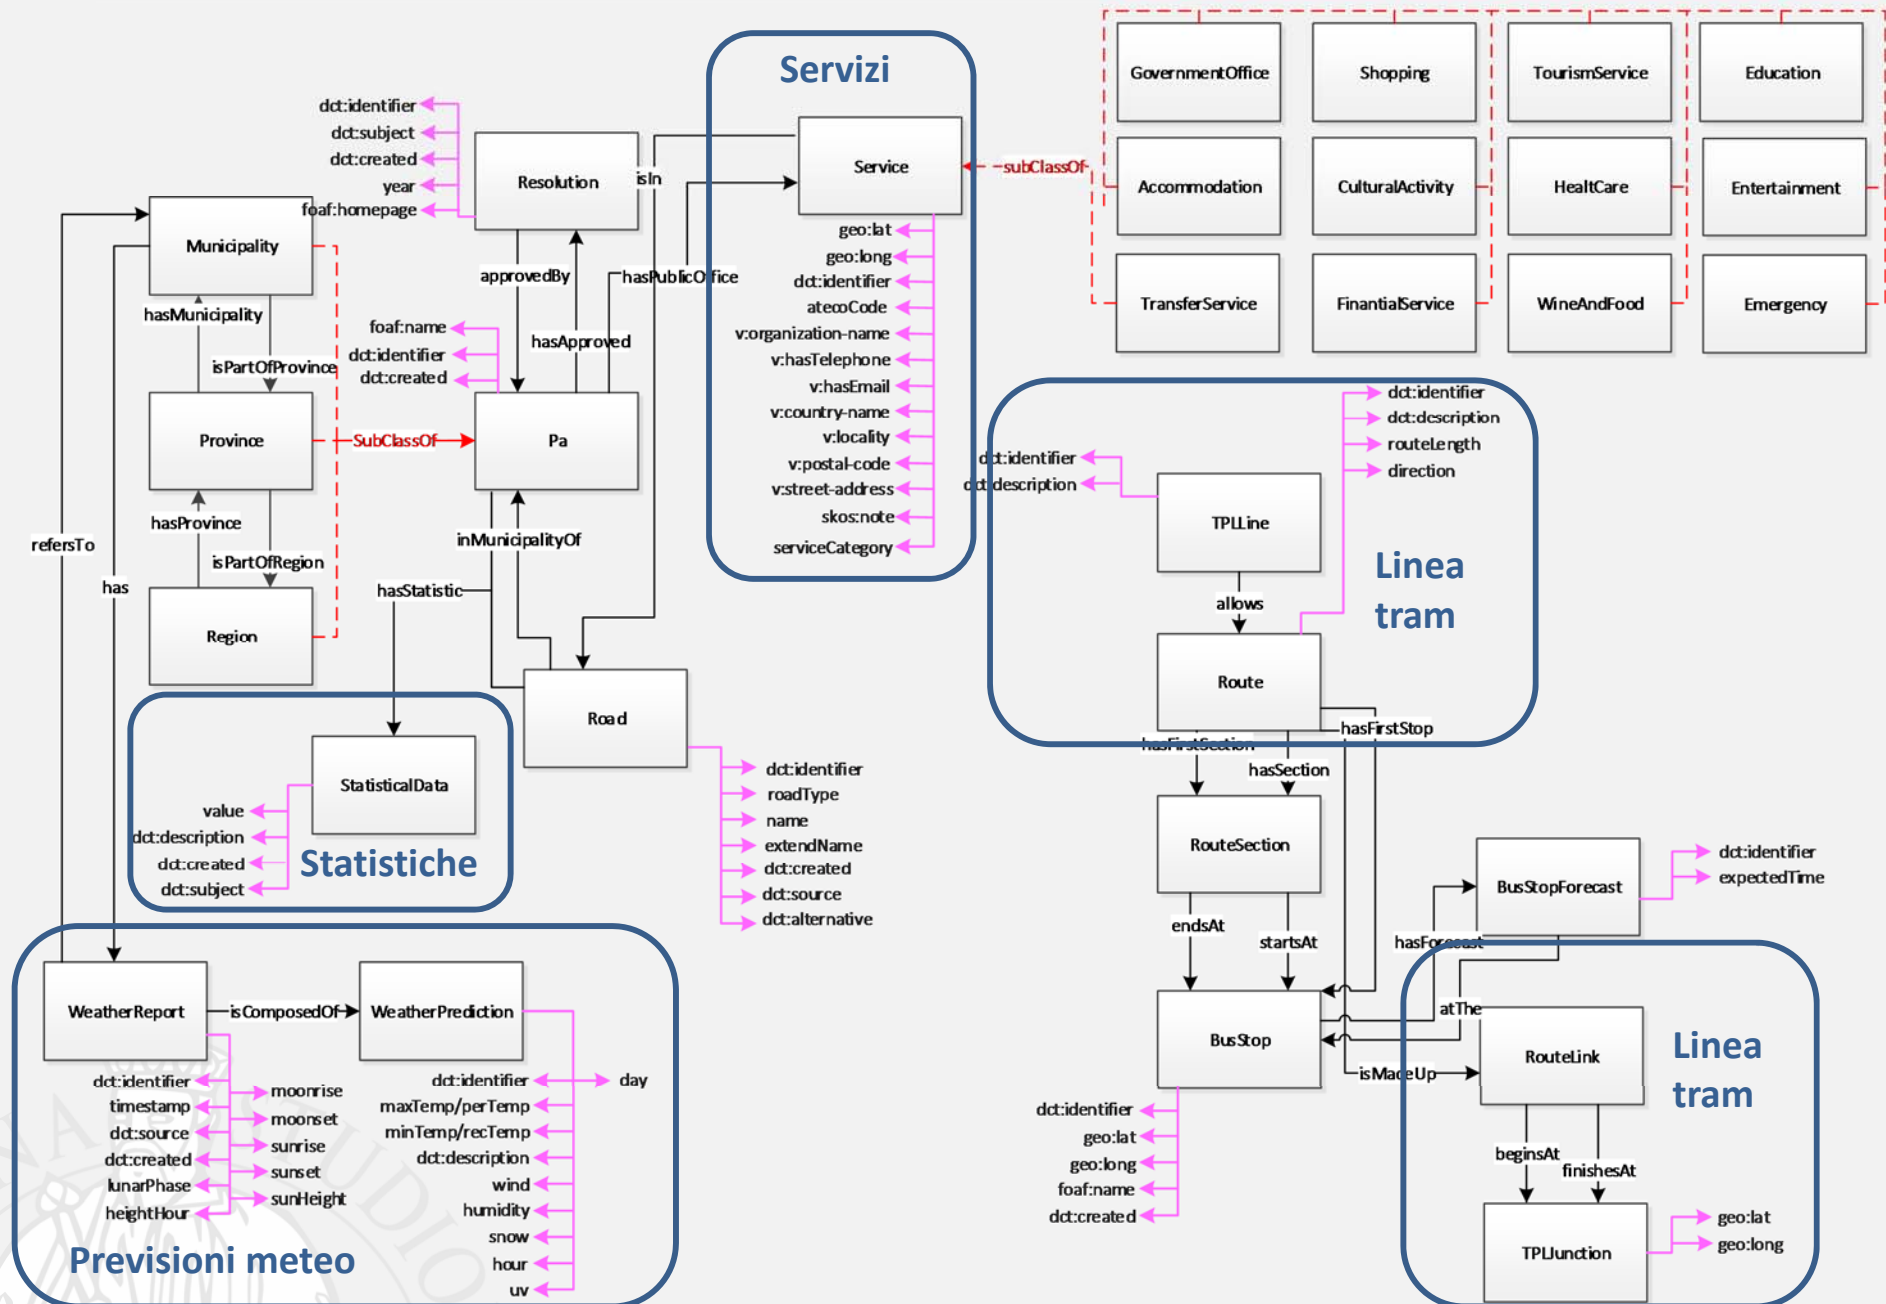 Servizi
GovernmentOffice
Shopping
TourismService
Education
dct:identifier
dct:subject
dct:created
year
foaf:homepage
Resolution
isIn
Service
subClassOf
Accommodation
CulturalActivity
HealtCare
Entertainment
Municipality
geo:lat
geo:long
dct:identifier
atecoCode
v:organization-name
v:hasTelephone
v:hasEmail
v:country-name
v:locality
v:postal-code
v:street-address
skos:note
serviceCategory
approvedBy
hasPublicOffice
TransferService
FinantialService
WineAndFood
Emergency
hasMunicipality
foaf:name
dct:identifier
dct:created
hasApproved
isPartOfProvince
Province
SubClassOf
Pa
dct:identifier
dct:description
routeLength
direction
dct:identifier
dct:description
TPLLine
hasProvince
inMunicipalityOf
refersTo
isPartOfRegion
has
hasStatistic
Linea
tram
allows
Region
Route
Road
hasFirstStop
hasFirstSection
hasSection
StatisticalData
value
dct:description
dct:created
dct:subject
Statistiche
dct:identifier
roadType
name
extendName
dct:created
dct:source
dct:alternative
RouteSection
BusStopForecast
dct:identifier
expectedTime
endsAt
startsAt
hasForecast
WeatherReport
isComposedOf
WeatherPrediction
atThe
BusStop
RouteLink
Linea
tram
isMadeUp
dct:identifier
timestamp
dct:source
dct:created
lunarPhase
heightHour
moonrise
moonset
sunrise
sunset
sunHeight
dct:identifier
maxTemp/perTemp
minTemp/recTemp
dct:description
wind
humidity
snow
hour
uv
day
dct:identifier
geo:lat
geo:long
foaf:name
dct:created
beginsAt
finishesAt
TPLJunction
geo:lat
geo:long
Previsioni meteo